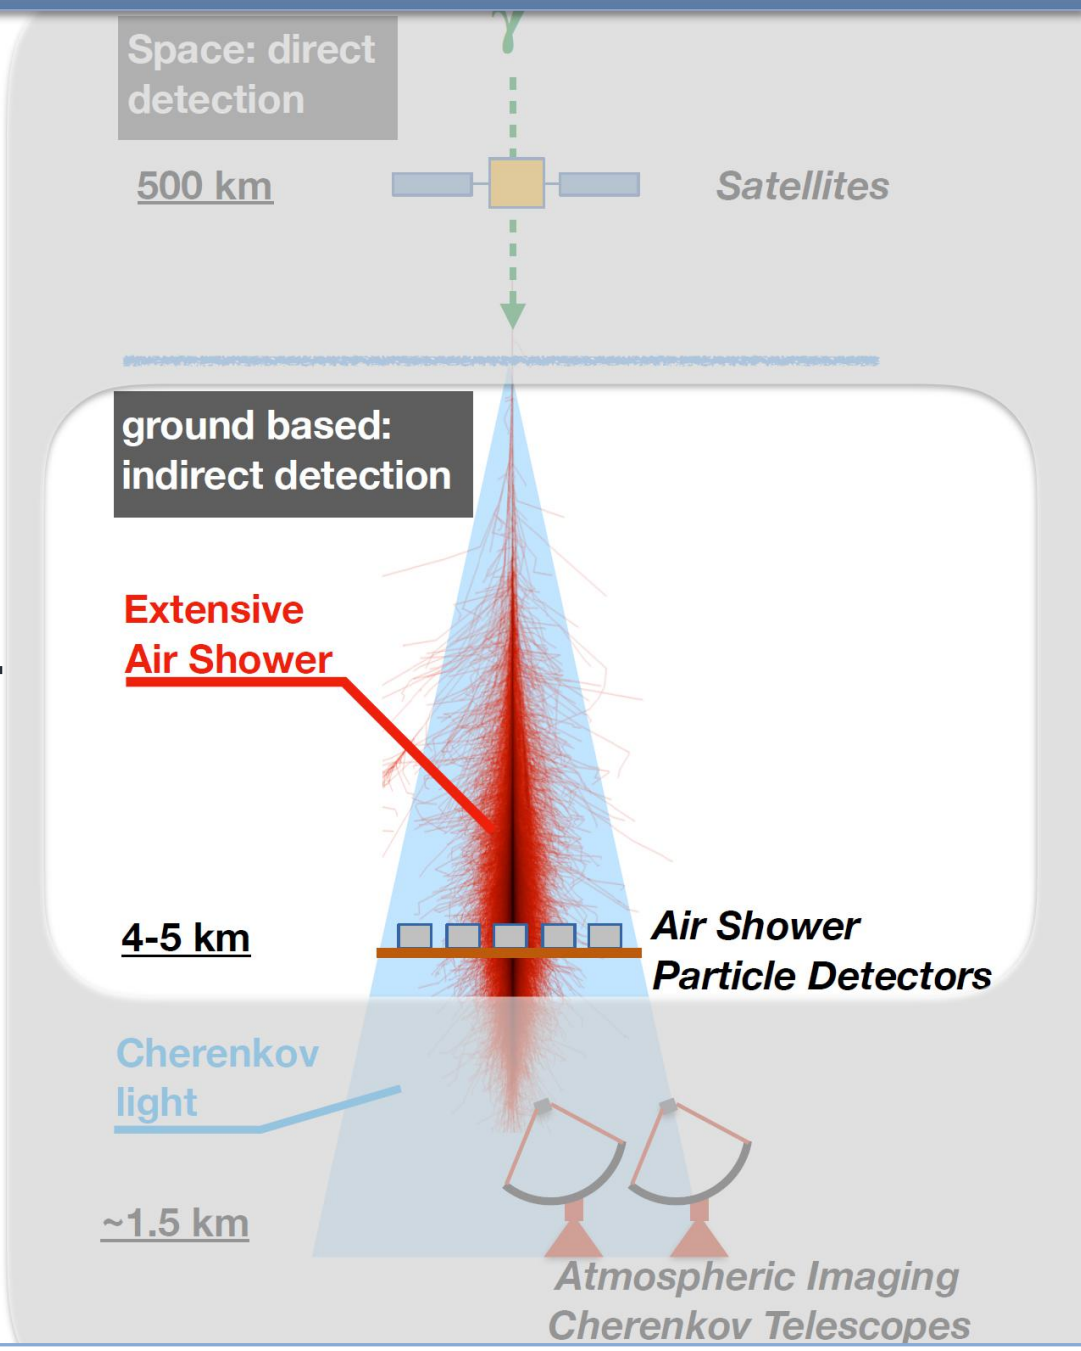 γ
Space: direct
detection
500 km
Satellites
ground based:
indirect detection
Extensive
Air Shower
4-5 km
Air Shower
Particle Detectors
Cherenkov
light
~1.5 km
Atmospheric Imaging
Cherenkov Telescopes